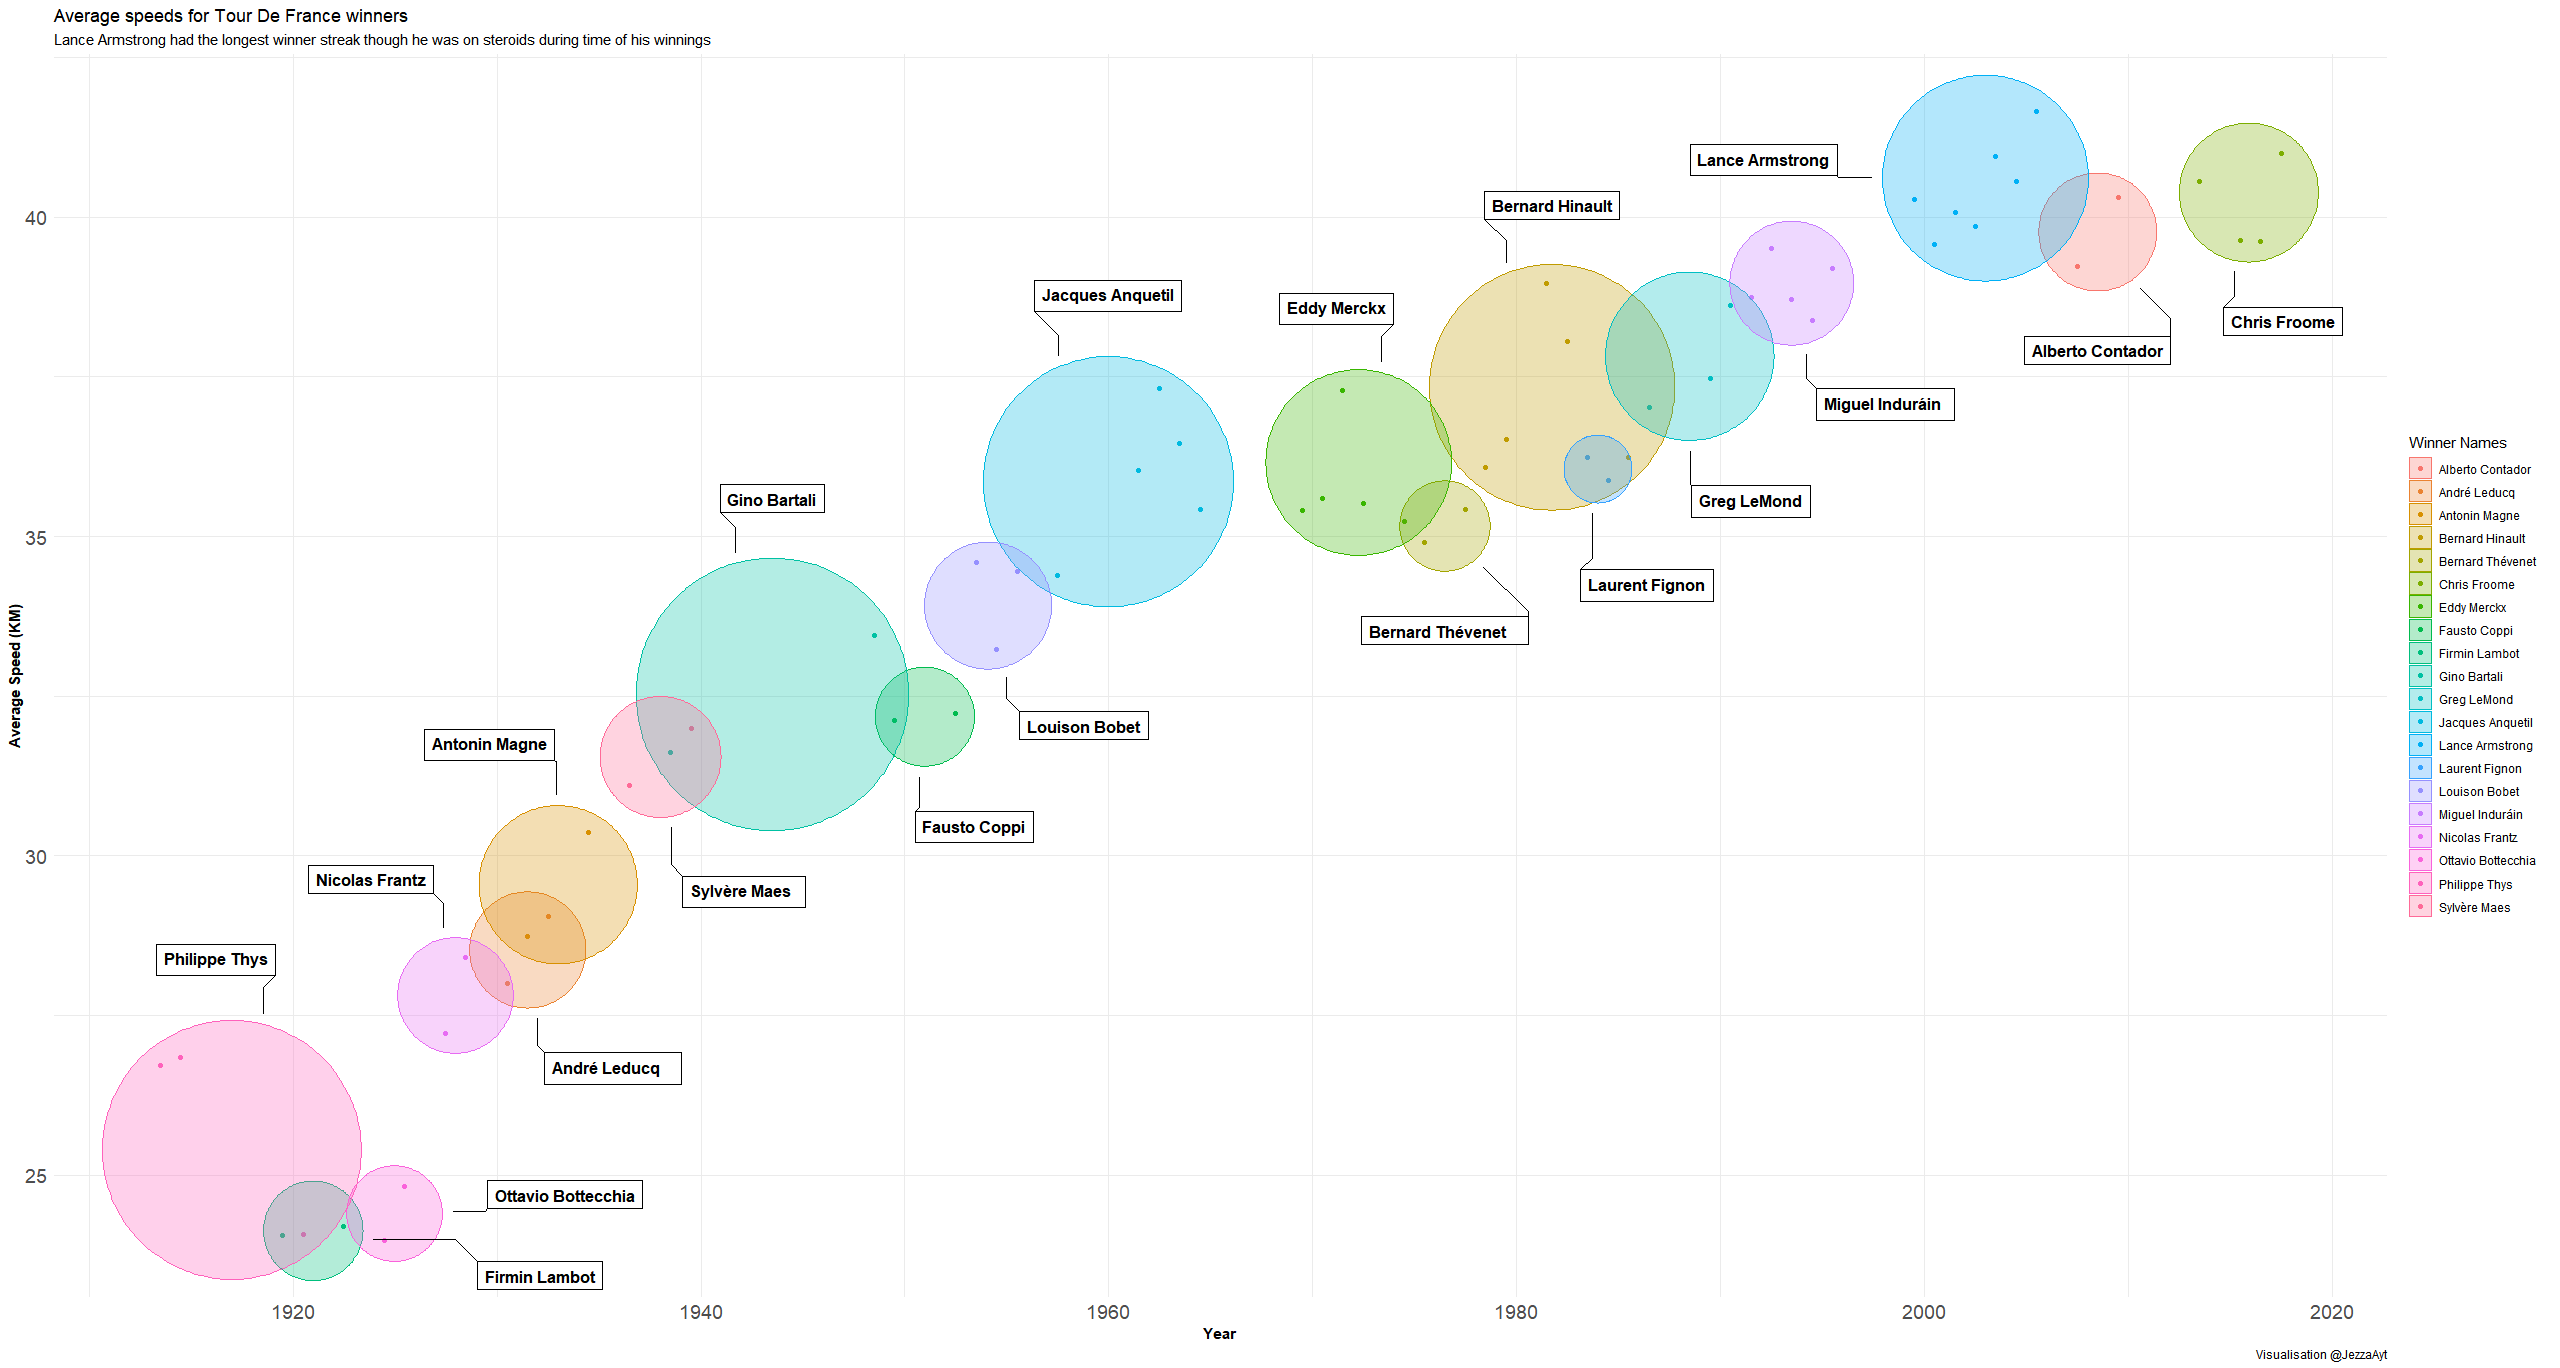 Average speeds for Tour De France winners
Lance Armstrong had the longest winner streak though he was on steroids during time of his winnings
Average Speed (KM)
40
35
30
25
Lance Armstrong
Bernard Hinault
Jacques Anquetil
Eddy Merckx
Chris Froome
Alberto Contador
Miguel Induráin
Gino Bartali
Greg LeMond
Laurent Fignon
Bernard Thévenet
Louison Bobet
Antonin Magne
Fausto Coppi
Nicolas Frantz
Sylvère Maes
Philippe Thys
André Leducq
Ottavio Bottecchia
Firmin Lambot
1920
1940
1960
1980
2000
2020
Year
Winner Names
Alberto Contador
André Leducq
Antonin Magne
Bernard Hinault
Bernard Thévenet
Chris Froome
Eddy Merckx
Fausto Coppi
Firmin Lambot
Gino Bartali
Greg LeMond
Jacques Anquetil
Lance Armstrong
Laurent Fignon
Louison Bobet
Miguel Induráin
Nicolas Frantz
Ottavio Bottecchia
Philippe Thys
Sylvère Maes
Visualisation @JezzaAyt